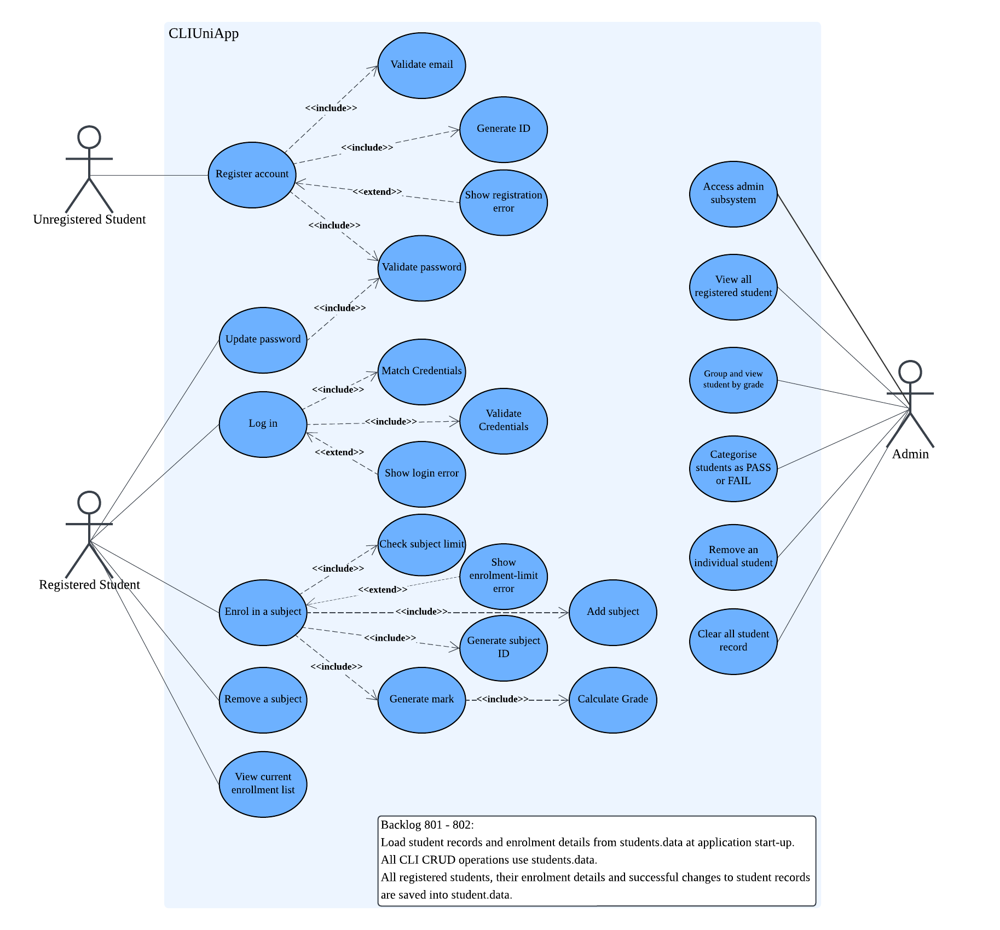 CLIUniApp
Validate email
<<include>>
Generate ID
<<include>>
Register account
<<extend>>
Show registration
error
Unregistered Student
<<include>>
Validate password
<<include>>
Update password
Match Credentials
<<include>>
Log in
<<include>>
Validate
Credentials
<<extend>>
Show login error
Registered Student
Check subject limit
<<include>>
Show
enrolment-limit
error
<<extend>>
Enrol in a subject
<<include>>
Add subject
<<include>>
Generate subject
ID
<<include>>
Remove a subject
Generate mark
<<include>>
Calculate Grade
View current
enrollment list
Access admin
subsystem
View all
registered student
Group and view
student by grade
Categorise
students as PASS
or FAIL
Admin
Remove an
individual student
Clear all student
record
Backlog 801 - 802:
Load student records and enrolment details from students.data at application start-up.
All CLI CRUD operations use students.data.
All registered students, their enrolment details and successful changes to student records
are saved into student.data.